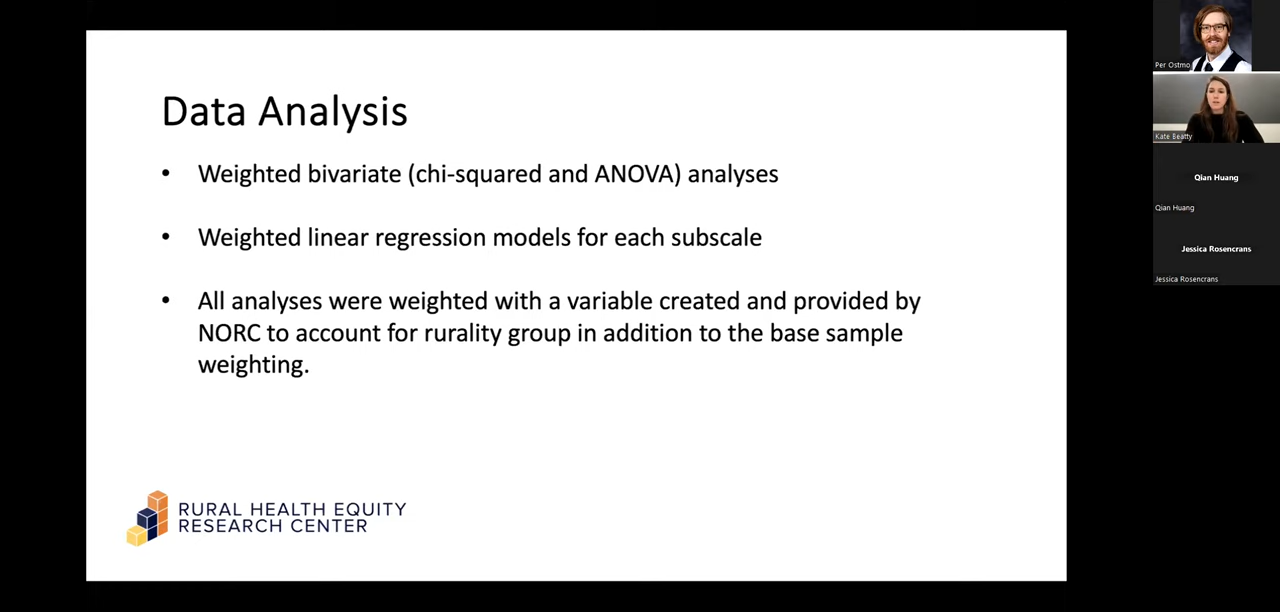 Data Analysis
• Weighted bivariate (chi-squared and ANOVA) analyses
• Weighted linear regression models for each subscale
• All analyses were weighted with a variable created and provided by
NORC to account for rurality group in addition to the base sample
weighting.
RURAL HEALTH EQUITY
RESEARCH CENTER
Per Ostmo
Kate Beatty
Qian Huang
Qian Huang
Jessica Rosencrans
Jessica Rosencrans